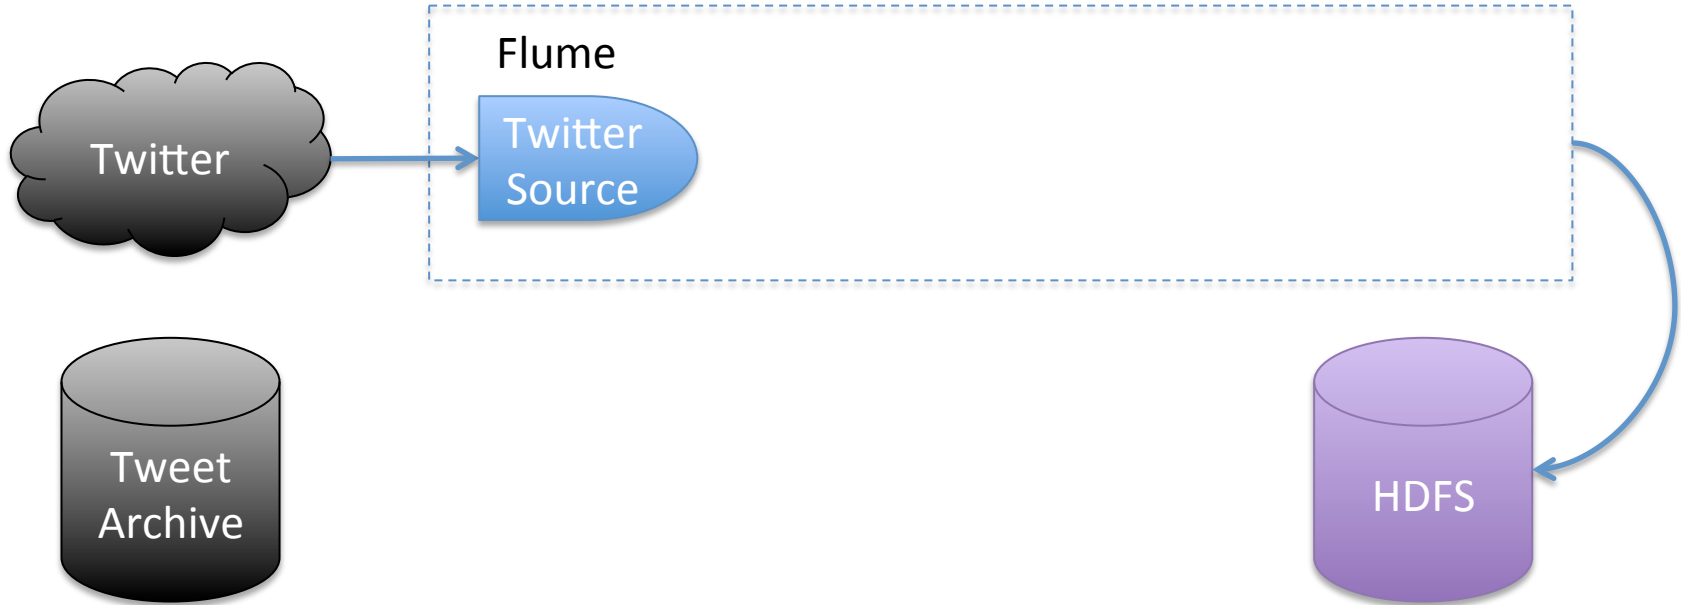 Flume
Twitter
Twitter
Source
Tweet
Archive
HDFS